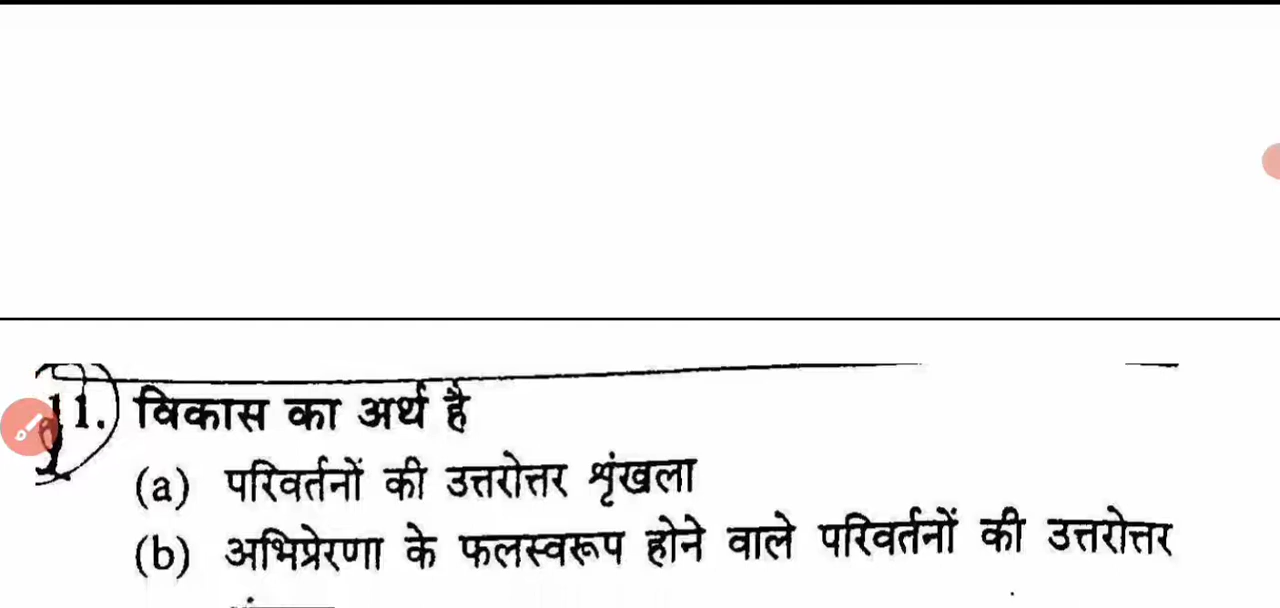 11. विकास का अर्थ है
(a) परिवर्तनों की उत्तरोत्तर शृंखला
(b) अभिप्रेरणा के फलस्वरूप होने वाले परिवर्तनों की उत्तरोत्तर